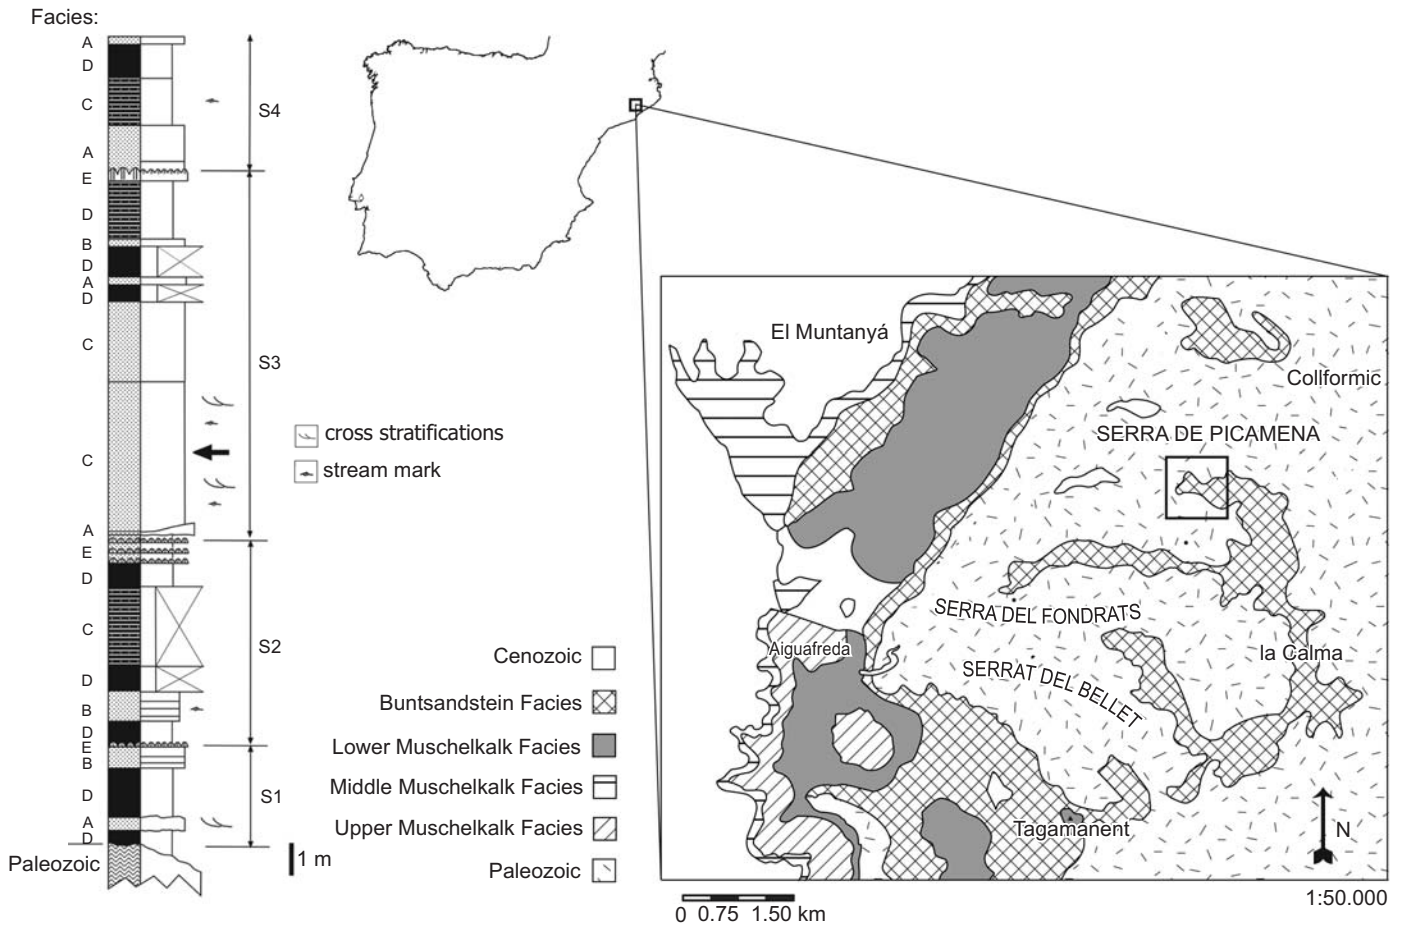 Facies:
A
D
C
A
E
D
B
D
A
D
C
C
A
E
D
C
D
B
D
E
B
D
A
D
Paleozoic
S4
S3
S2
S1
1 m
cross stratifications
stream mark
Cenozoic
Buntsandstein Facies
Lower Muschelkalk Facies
Middle Muschelkalk Facies
Upper Muschelkalk Facies
Paleozoic
El Muntanyá
Collformic
SERRA DE PICAMENA
SERRA DEL FONDRATS
Aiguafreda
la Calma
SERRAT DEL BELLET
Tagamanent
N
0 0.75 1.50 km
1:50.000